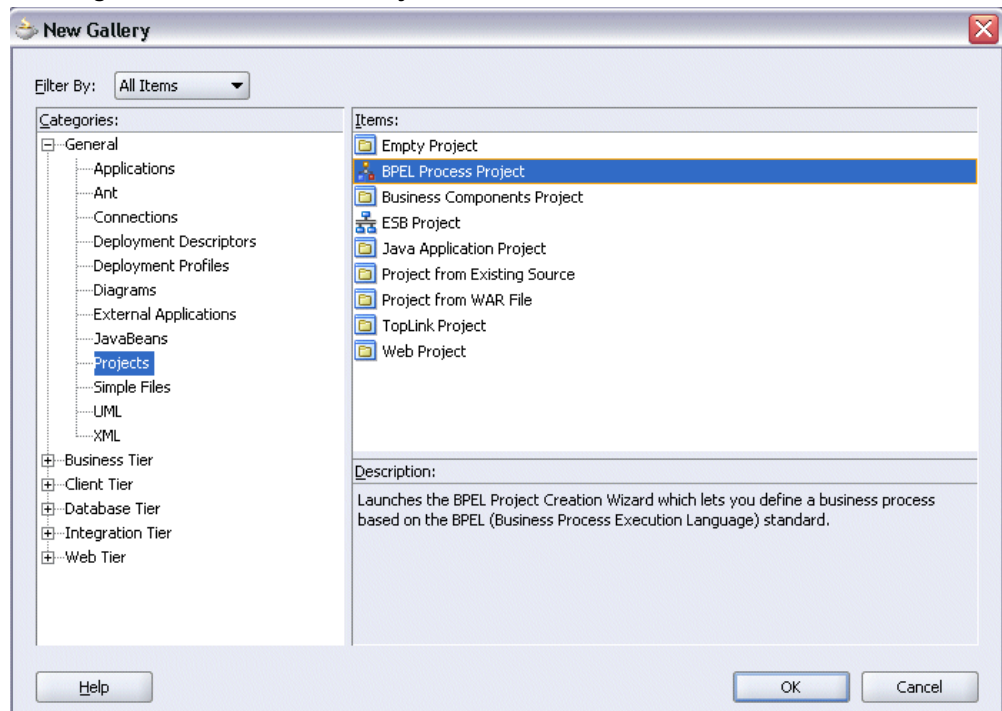 New Gallery
Filter By: All Items
Categories:
General
Applications
Ant
Connections
Deployment Descriptors
Deployment Profiles
Diagrams
External Applications
JavaBeans
Projects
Simple Files
UML
XML
Business Tier
Client Tier
Database Tier
Integration Tier
Web Tier
Items:
Empty Project
BPEL Process Project
Business Components Project
ESB Project
Java Application Project
Project from Existing Source
Project from WAR File
TopLink Project
Web Project
Description:
Launches the BPEL Project Creation Wizard which lets you define a business process
based on the BPEL (Business Process Execution Language) standard.
Help
OK
Cancel